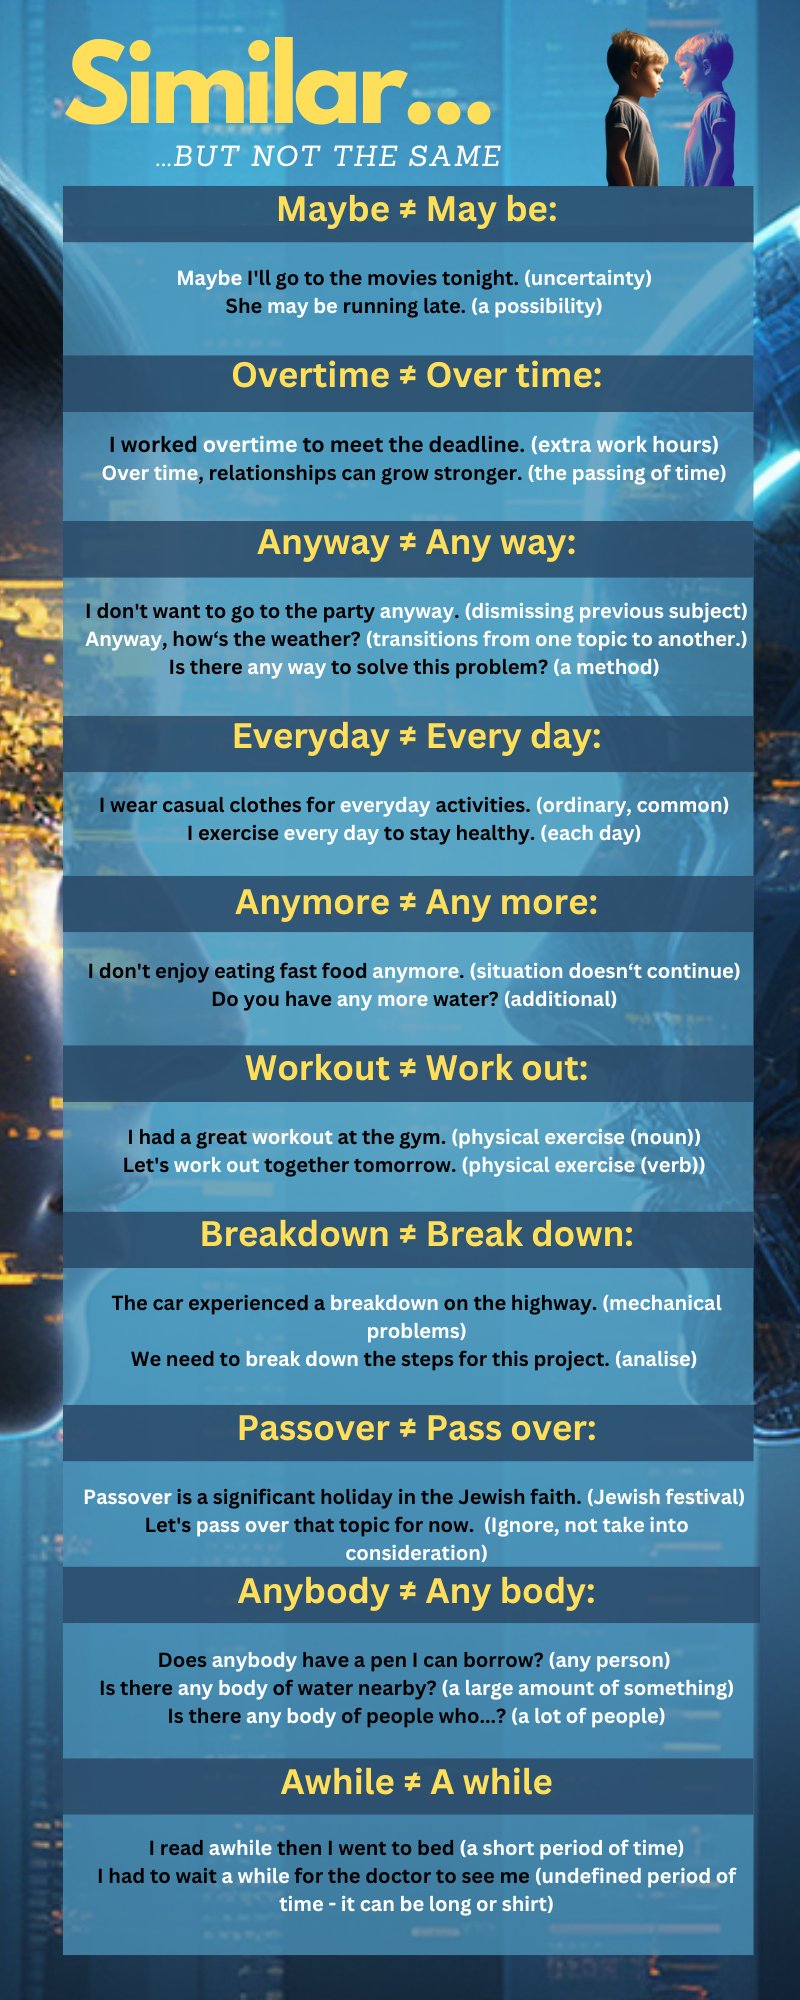 Similar...
...BUT NOT THE SAME
Maybe ≠ May be:
Maybe I'll go to the movies tonight. (uncertainty)
She may be running late. (a possibility)
Overtime ≠ Over time:
I worked overtime to meet the deadline. (extra work hours)
Over time, relationships can grow stronger. (the passing of time)
Anyway ≠ Any way:
I don't want to go to the party anyway. (dismissing previous subject)
Anyway, how‘s the weather? (transitions from one topic to another.)
Is there any way to solve this problem? (a method)
Everyday ≠ Every day:
I wear casual clothes for everyday activities. (ordinary, common)
I exercise every day to stay healthy. (each day)
Anymore ≠ Any more:
I don't enjoy eating fast food anymore. (situation doesn‘t continue)
Do you have any more water? (additional)
Workout ≠ Work out:
I had a great workout at the gym. (physical exercise (noun))
Let's work out together tomorrow. (physical exercise (verb))
Breakdown ≠ Break down:
The car experienced a breakdown on the highway. (mechanical
problems)
We need to break down the steps for this project. (analise)
Passover ≠ Pass over:
Passover is a significant holiday in the Jewish faith. (Jewish festival)
Let's pass over that topic for now.  (Ignore, not take into
consideration)
Anybody ≠ Any body:
Does anybody have a pen I can borrow? (any person)
Is there any body of water nearby? (a large amount of something)
Is there any body of people who...? (a lot of people)
Awhile ≠ A while
I read awhile then I went to bed (a short period of time)
I had to wait a while for the doctor to see me (undefined period of
time - it can be long or shirt)